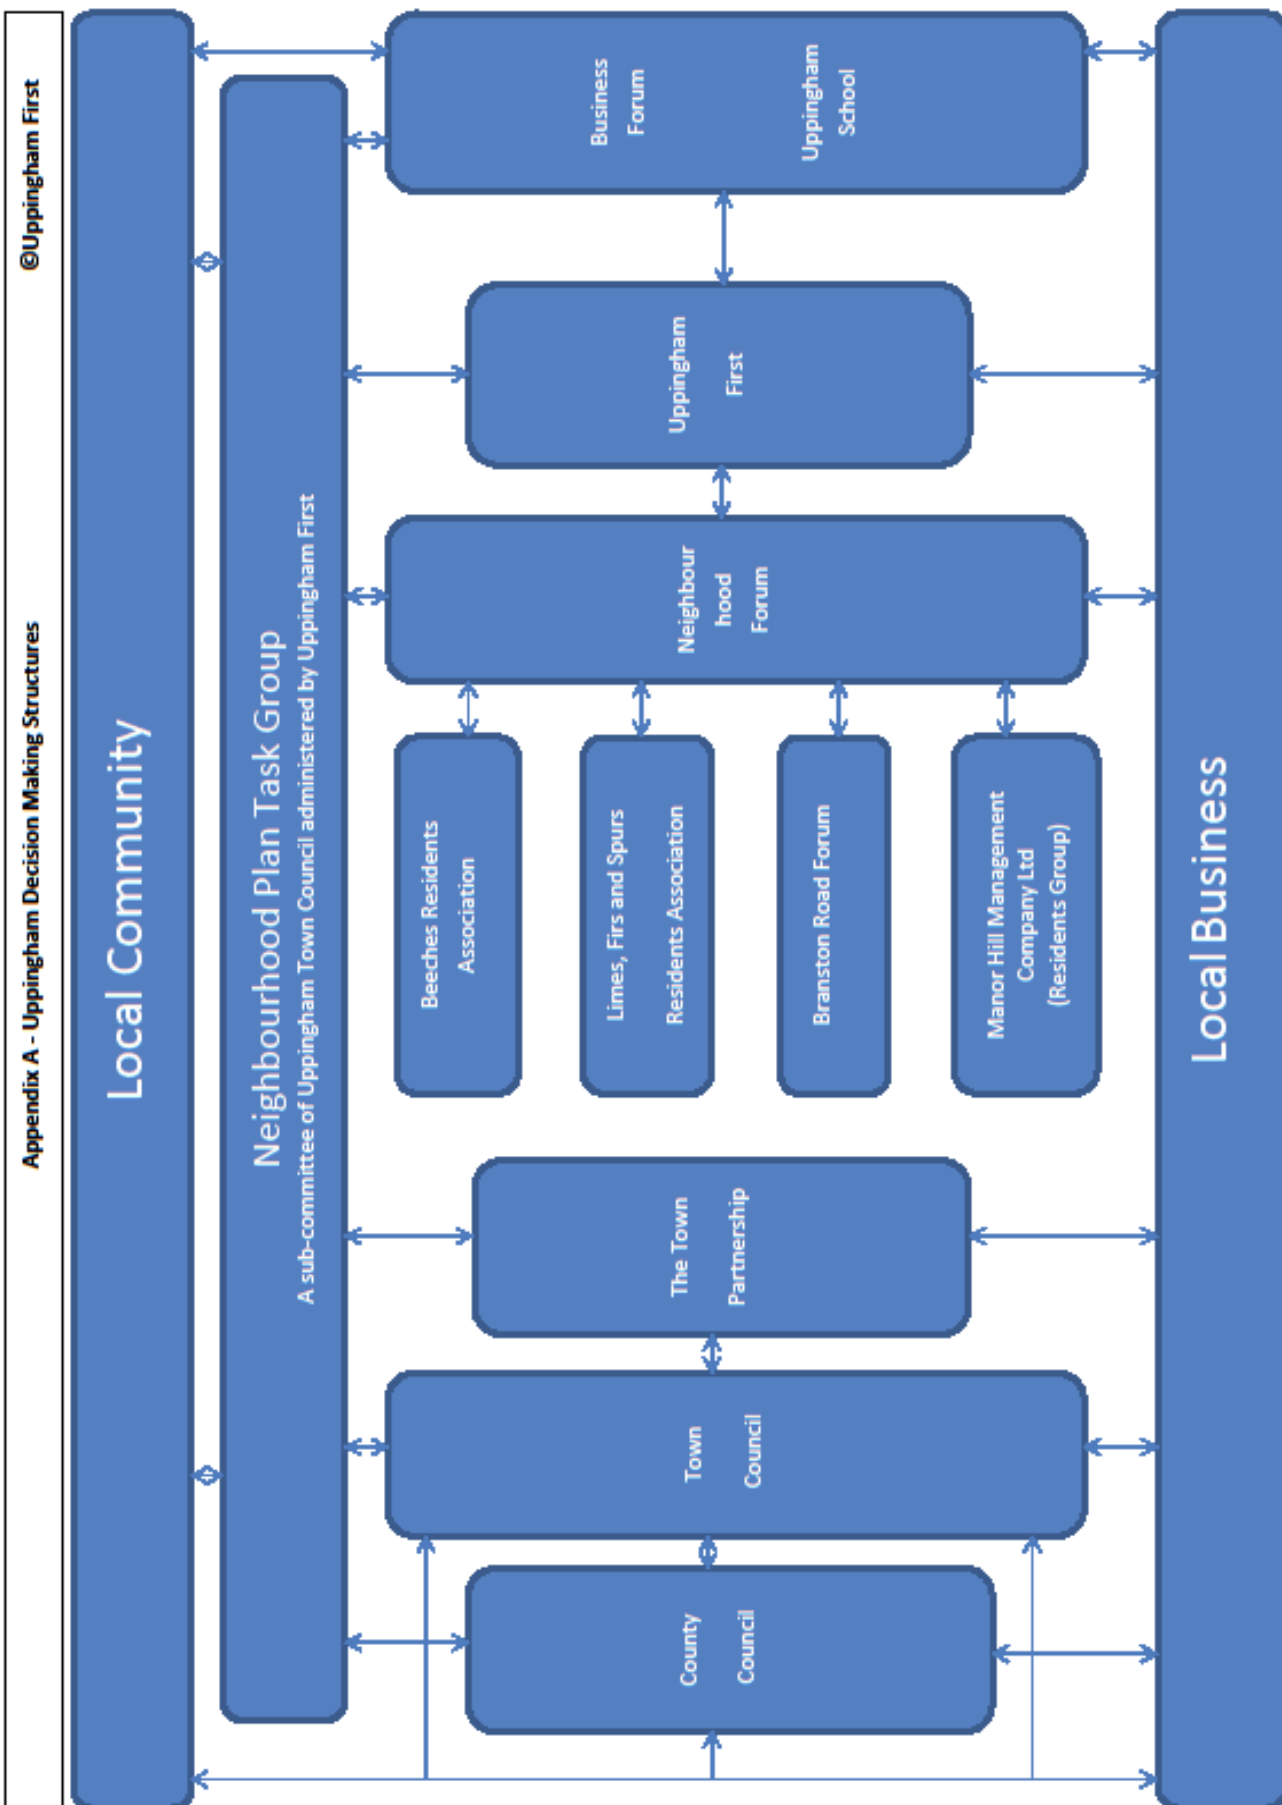 Appendix A - Uppingham Decision Making Structures
©Uppingham First
Local Community
Neighbourhood Plan Task Group
A sub-committee of Uppingham Town Council administered by Uppingham First
County
Council
Town
Council
The Town
Partnership
Beeches Residents
Association
Limes, Firs and Spurs
Residents Association
Branston Road Forum
Manor Hill Management
Company Ltd
(Residents Group)
Neighbour
hood
Forum
Uppingham
First
Business
Forum
Uppingham
School
Local Business